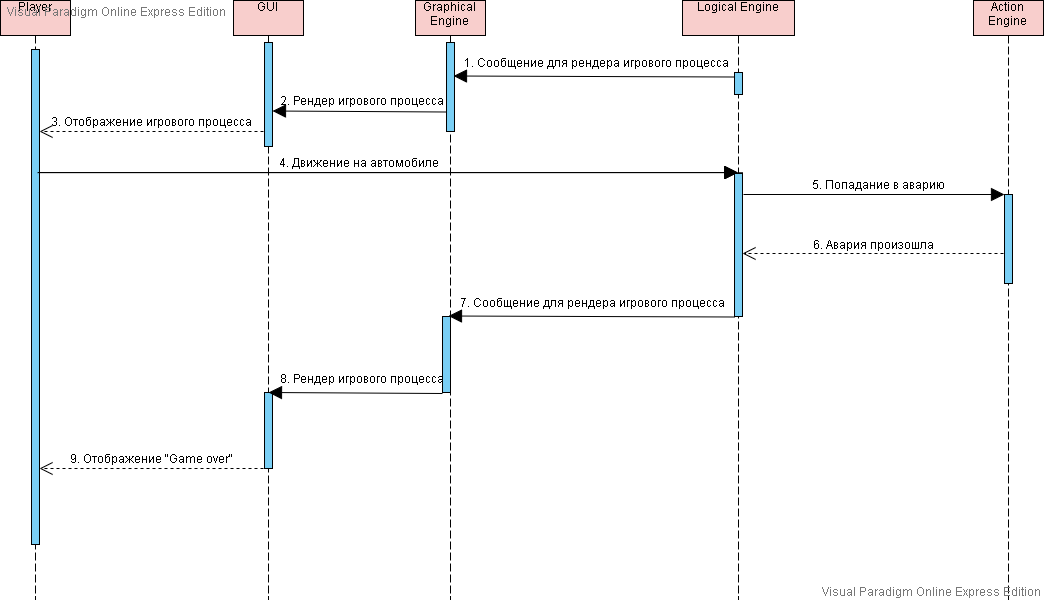 Visual Paradigm Online Express Edition
Player
GUI
Graphical
Engine
Logical Engine
Action
Engine
1. Сообщение для рендера игрового процесса
2. Рендер игрового процесса
3. Отображение игрового процесса
4. Движение на автомобиле
5. Попадание в аварию
6. Авария произошла
7. Сообщение для рендера игрового процесса
8. Рендер игрового процесса
9. Отображение "Game over"
Visual Paradigm Online Express Edition